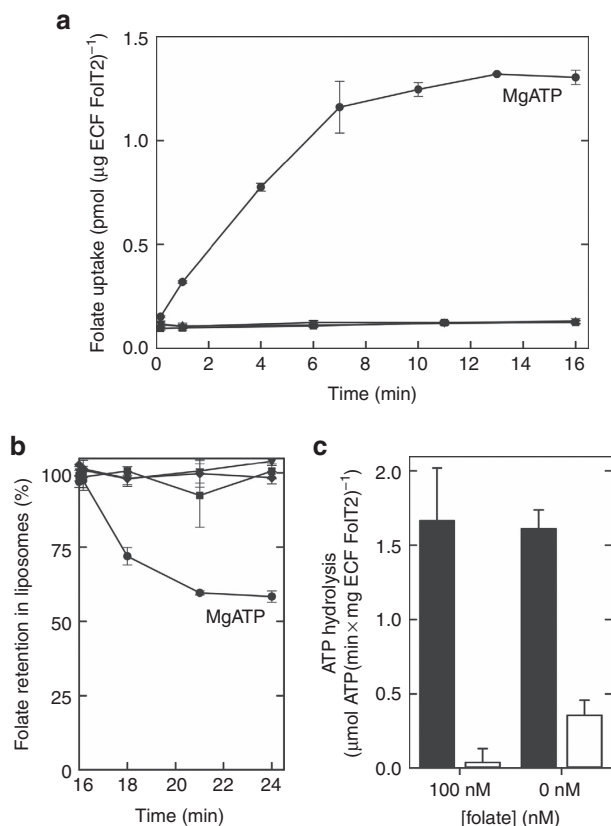 a
Folate uptake (pmol (μg ECF FolT2)−1)
1.5
1.0
0.5
0.0
MgATP
0 2 4 6 8 10 12 14 16
Time (min)
b
Folate retention in liposomes (%)
100
75
50
25
0
MgATP
16 18 21 24
Time (min)
c
ATP hydrolysis
(μmol ATP(min×mg ECF FolT2)−1)
2.0
1.5
1.0
0.5
0.0
100 nM 0 nM
[folate] (nM)